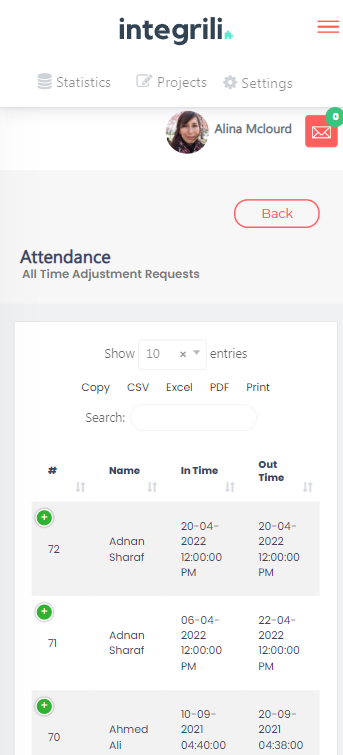 integrili
Statistics Projects Settings
Alina Mclourd
0
Back
Attendance
All Time Adjustment Requests
Show 10 × entries
Copy CSV Excel PDF Print
Search:
# Name In Time Out
Time
+
72 Adnan
Sharaf 20-04-
2022
12:00:00
PM 20-04-
2022
12:00:00
PM
+
71 Adnan
Sharaf 06-04-
2022
12:00:00
PM 22-04-
2022
12:00:00
PM
+
70 Ahmed
Ali 10-09-
2021
04:40:00 20-09-
2021
04:38:00